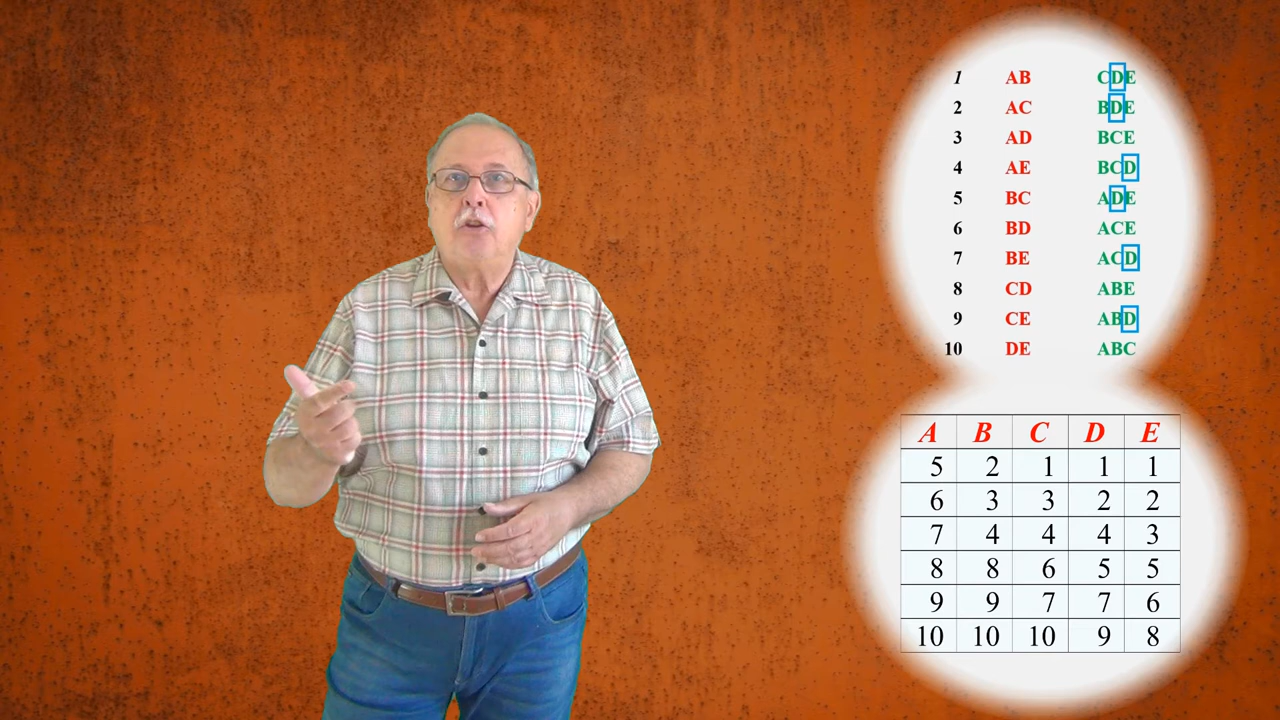 1 AB CDE
2 AC BDE
3 AD BCE
4 AE BCD
5 BC ADE
6 BD ACE
7 BE ACD
8 CD ABE
9 CE ABD
10 DE ABC
A B C D E
5 2 1 1 1
6 3 3 2 2
7 4 4 4 3
8 8 6 5 5
9 9 7 7 6
10 10 10 9 8